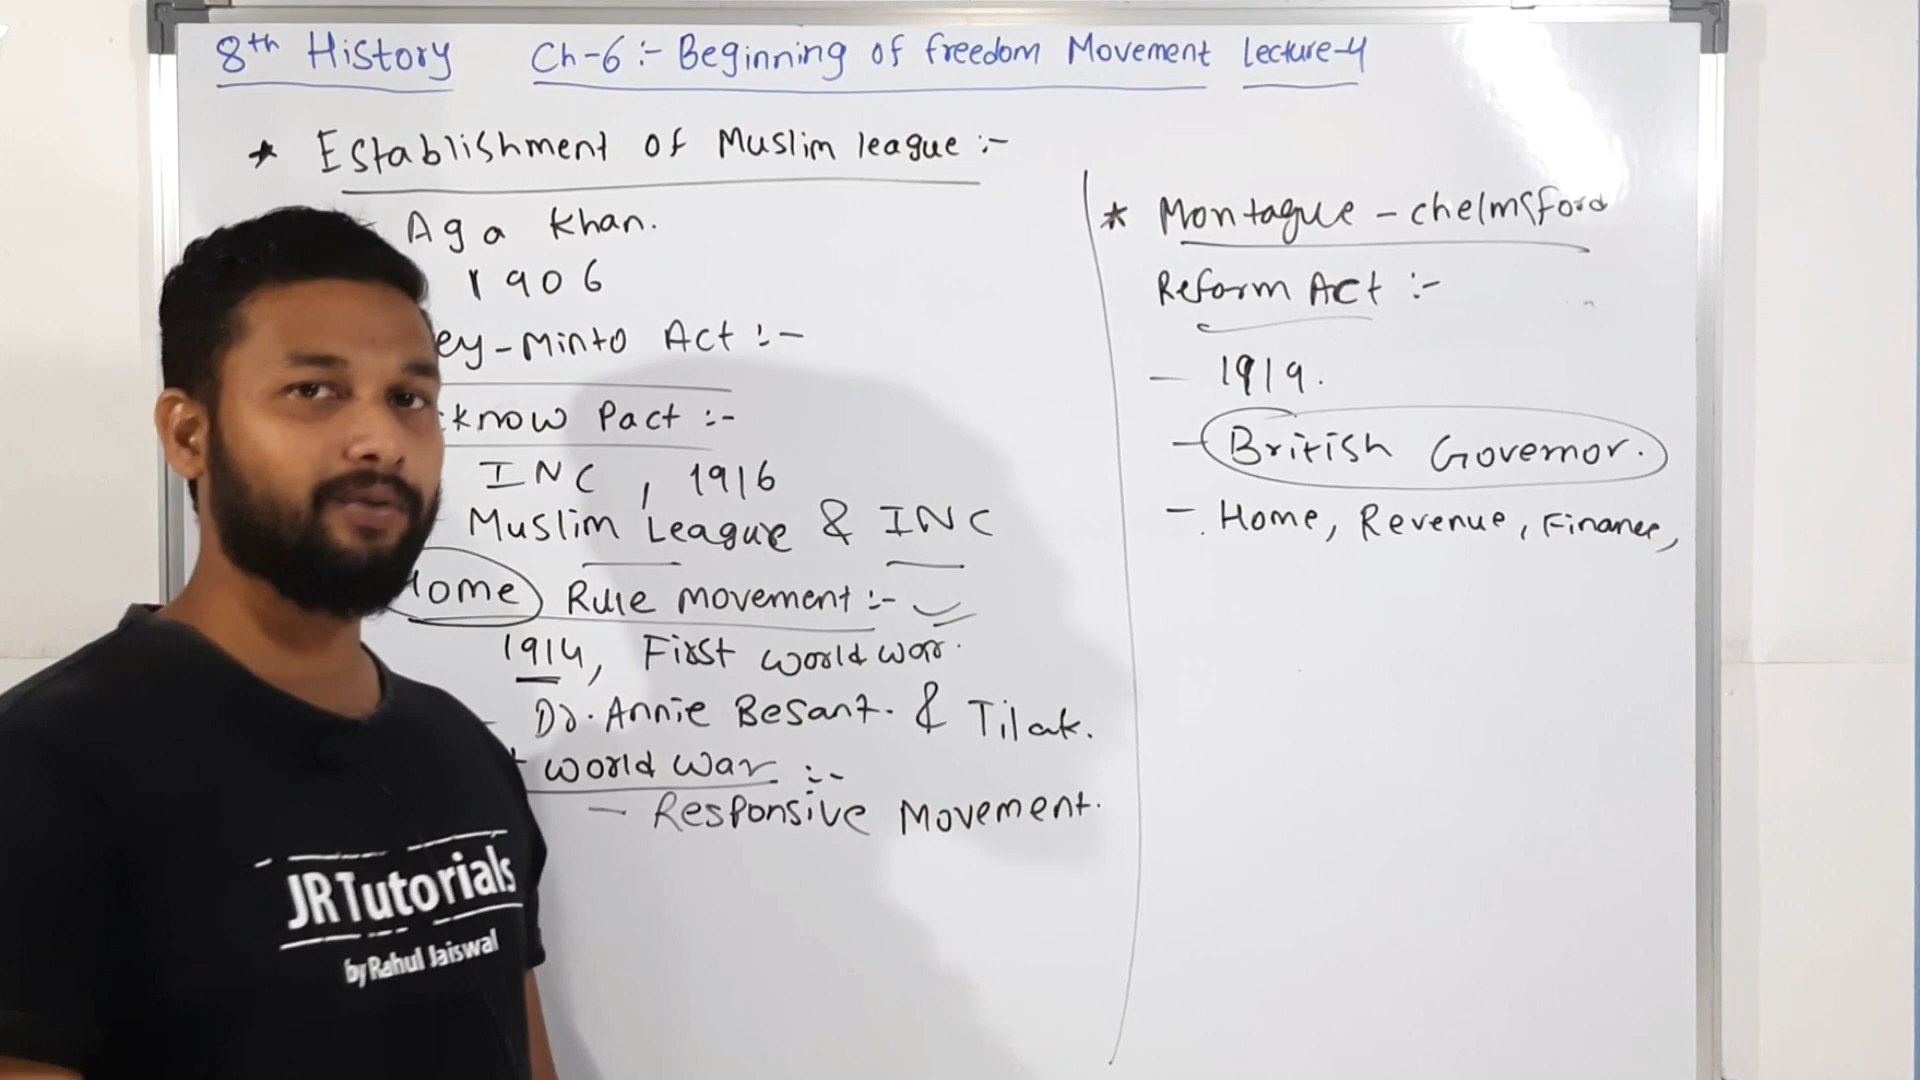 8th History Ch-6 :- Beginning of freedom Movement Lecture-4
* Establishment of Muslim league :-
- Aga Khan.
1906
ey-Minto Act :-
know Pact :-
INC, 1916
Muslim League & INC
Home Rule movement :-
1914, First world war.
- Dr. Annie Besant. & Tilak.
t world War :-
- Responsive Movement.
* Montague - chelmsford
Reform Act :-
- 1919.
- British Governor.
- Home, Revenue, Finance,
JRTutorials
by Rahul Jaiswal